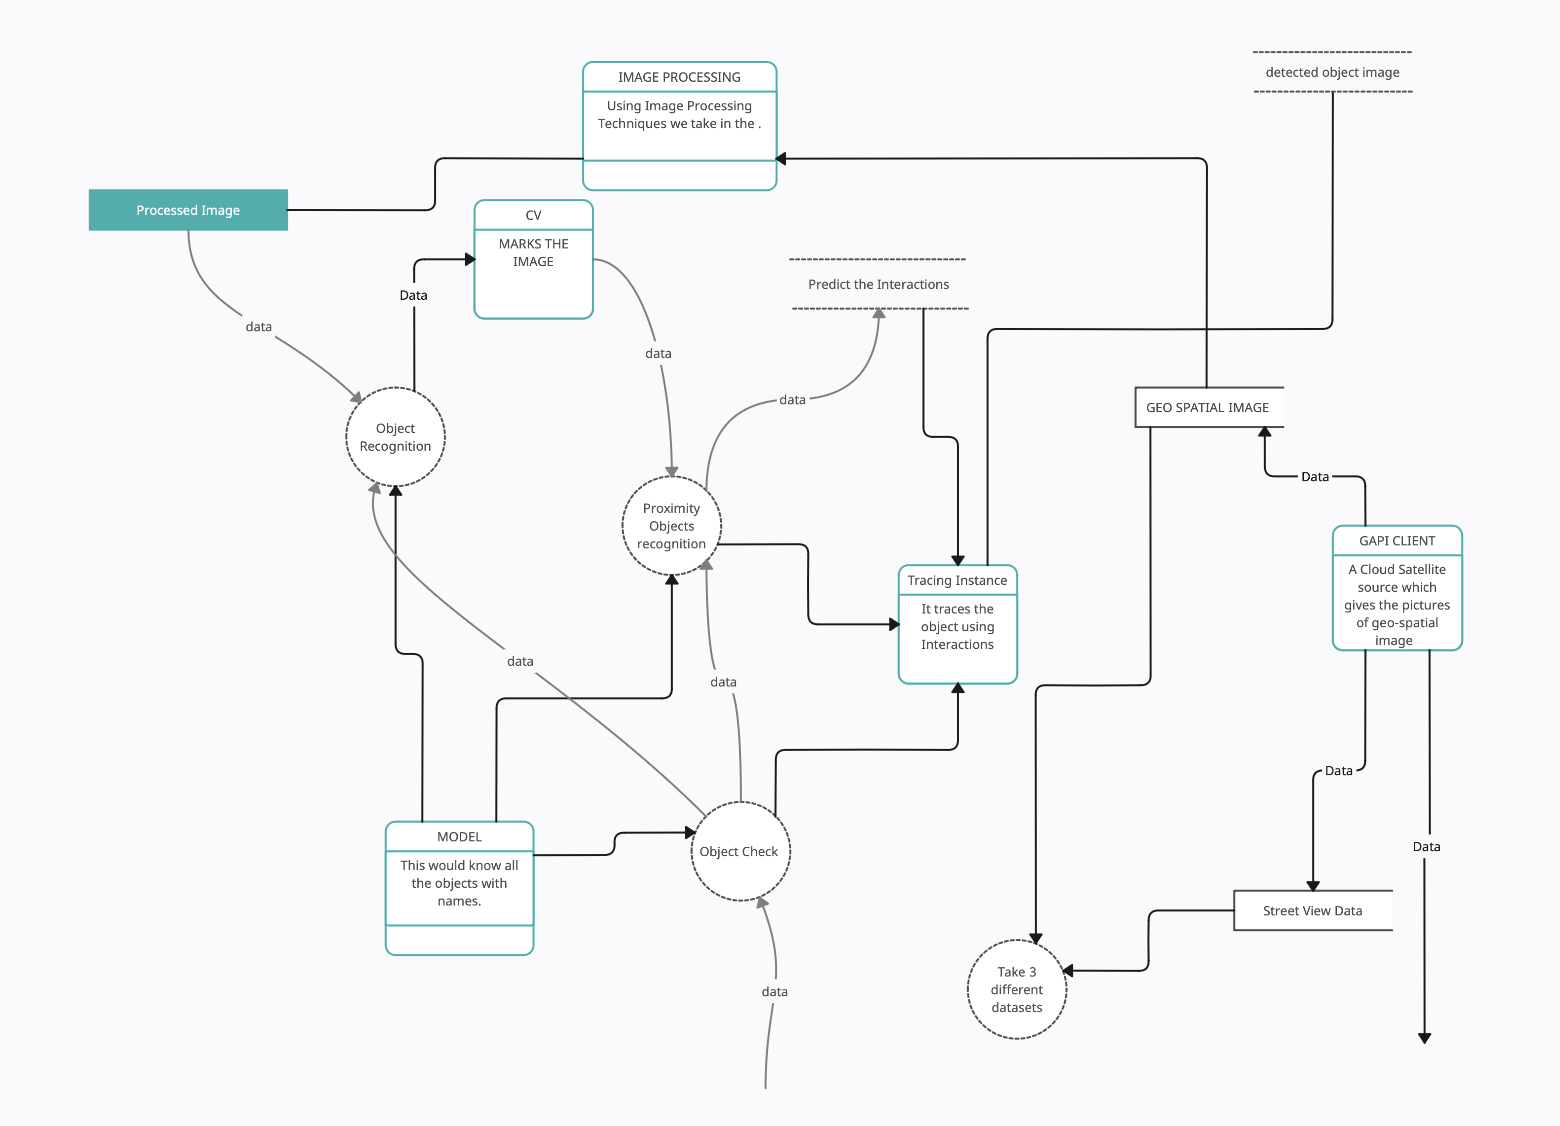 detected object image
IMAGE PROCESSING
Using Image Processing
Techniques we take in the .
Processed Image
CV
MARKS THE
IMAGE
Data
data
Predict the Interactions
data
data
GEO SPATIAL IMAGE
Object
Recognition
Data
Proximity
Objects
recognition
GAPI CLIENT
A Cloud Satellite
source which
gives the pictures
of geo-spatial
image
Tracing Instance
It traces the
object using
Interactions
data
data
Data
MODEL
This would know all
the objects with
names.
Object Check
Data
Street View Data
Take 3
different
datasets
data